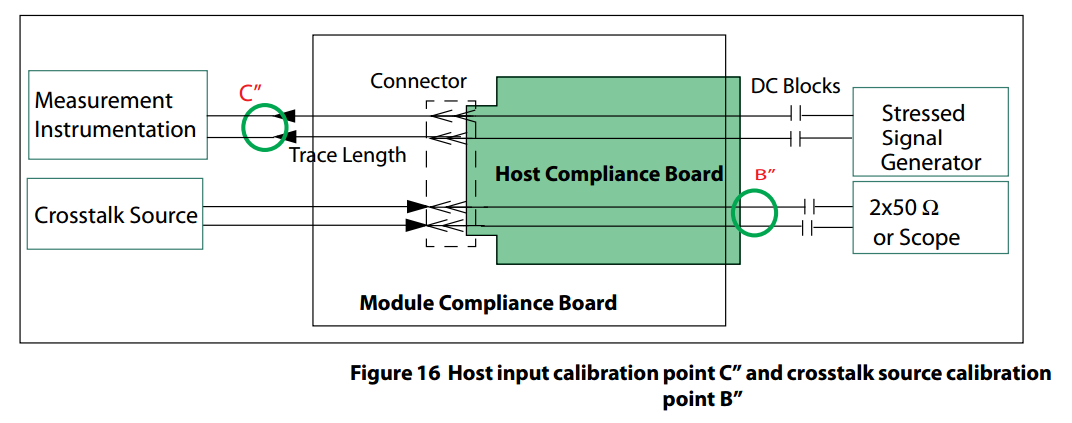 Connector
DC Blocks
C″
Measurement
Instrumentation
Stressed
Signal
Generator
Trace Length
Host Compliance Board
B″
Crosstalk Source
2x50 Ω
or Scope
Module Compliance Board
Figure 16 Host input calibration point C″ and crosstalk source calibration
point B″